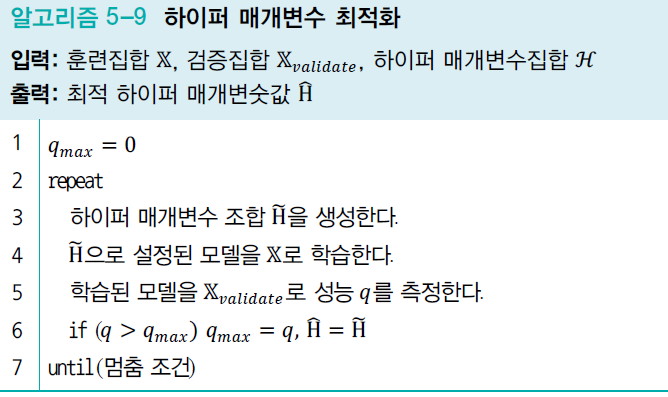 알고리즘 5-9 하이퍼 매개변수 최적화
입력: 훈련집합 𝕏, 검증집합 𝕏validate, 하이퍼 매개변수집합 ℋ
출력: 최적 하이퍼 매개변숫값 Ĥ
1 qmax = 0
2 repeat
3 하이퍼 매개변수 조합 H̃을 생성한다.
4 H̃으로 설정된 모델을 𝕏로 학습한다.
5 학습된 모델을 𝕏validate로 성능 q를 측정한다.
6 if (q > qmax) qmax = q, Ĥ = H̃
7 until(멈춤 조건)